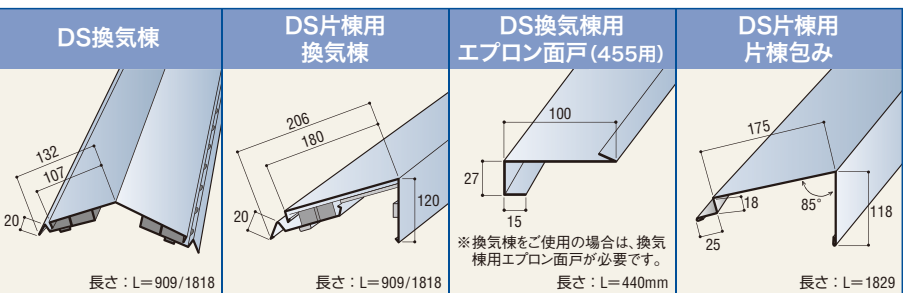 DS換気棟
132
107
20
長さ：L＝909/1818
DS片棟用
換気棟
206
180
20
120
長さ：L＝909/1818
DS換気棟用
エプロン面戸（455用）
100
27
15
※換気棟をご使用の場合は、換気
棟用エプロン面戸が必要です。
長さ：L＝440mm
DS片棟用
片棟包み
175
18
85°
118
25
長さ：L＝1829